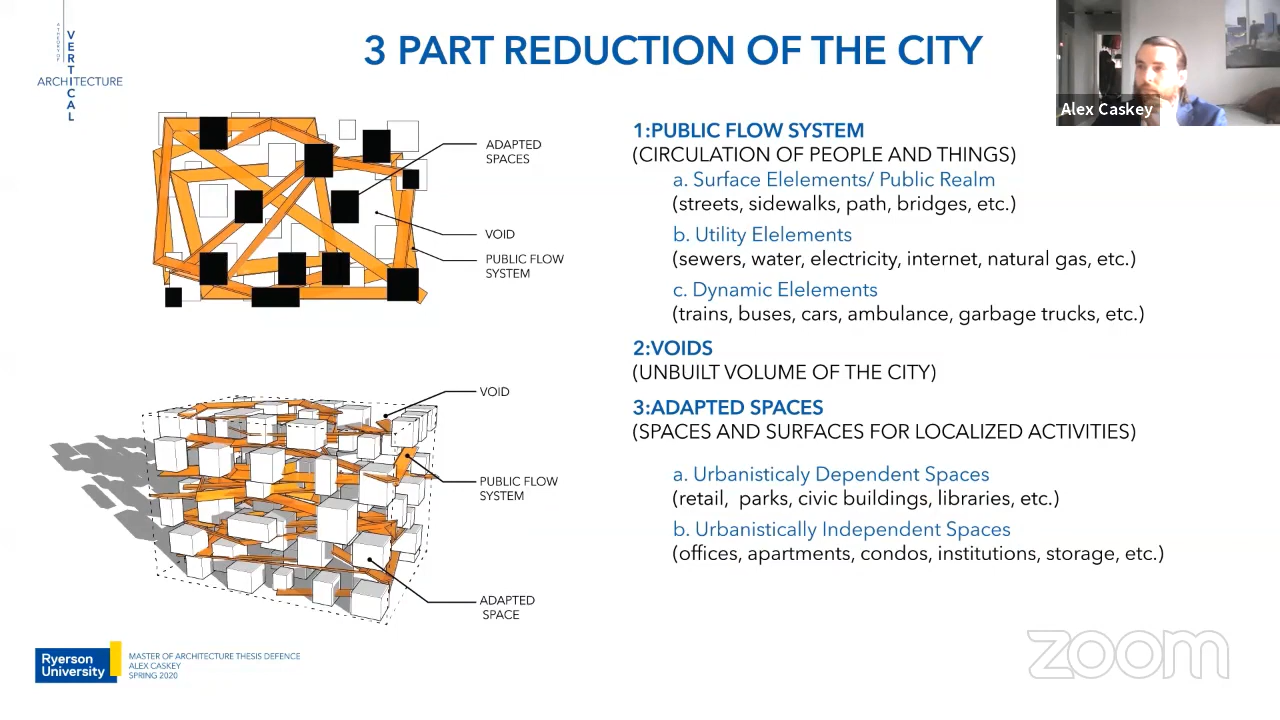 A THEORY OF
VERTICAL
ARCHITECTURE
3 PART REDUCTION OF THE CITY
Alex Caskey
ADAPTED
SPACES
VOID
PUBLIC FLOW
SYSTEM
VOID
PUBLIC FLOW
SYSTEM
ADAPTED
SPACE
1:PUBLIC FLOW SYSTEM
(CIRCULATION OF PEOPLE AND THINGS)
a. Surface Elelements/ Public Realm
(streets, sidewalks, path, bridges, etc.)
b. Utility Elelements
(sewers, water, electricity, internet, natural gas, etc.)
c. Dynamic Elelements
(trains, buses, cars, ambulance, garbage trucks, etc.)
2:VOIDS
(UNBUILT VOLUME OF THE CITY)
3:ADAPTED SPACES
(SPACES AND SURFACES FOR LOCALIZED ACTIVITIES)
a. Urbanisticaly Dependent Spaces
(retail, parks, civic buildings, libraries, etc.)
b. Urbanistically Independent Spaces
(offices, apartments, condos, institutions, storage, etc.)
Ryerson
University
MASTER OF ARCHITECTURE THESIS DEFENCE
ALEX CASKEY
SPRING 2020
zoom